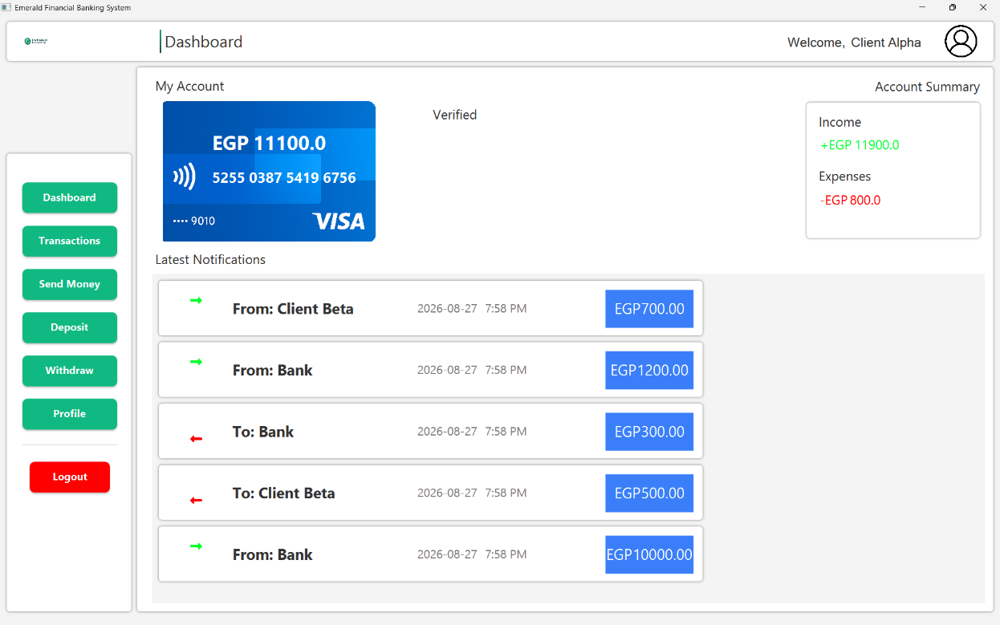 Emerald Financial Banking System
EMERALD
Dashboard
Welcome, Client Alpha
Dashboard
Transactions
Send Money
Deposit
Withdraw
Profile
Logout
My Account
EGP 11100.0
5255 0387 5419 6756
•••• 9010
VISA
Verified
Account Summary
Income
+EGP 11900.0
Expenses
-EGP 800.0
Latest Notifications
From: Client Beta 2026-08-27 7:58 PM EGP700.00
From: Bank 2026-08-27 7:58 PM EGP1200.00
To: Bank 2026-08-27 7:58 PM EGP300.00
To: Client Beta 2026-08-27 7:58 PM EGP500.00
From: Bank 2026-08-27 7:58 PM EGP10000.00